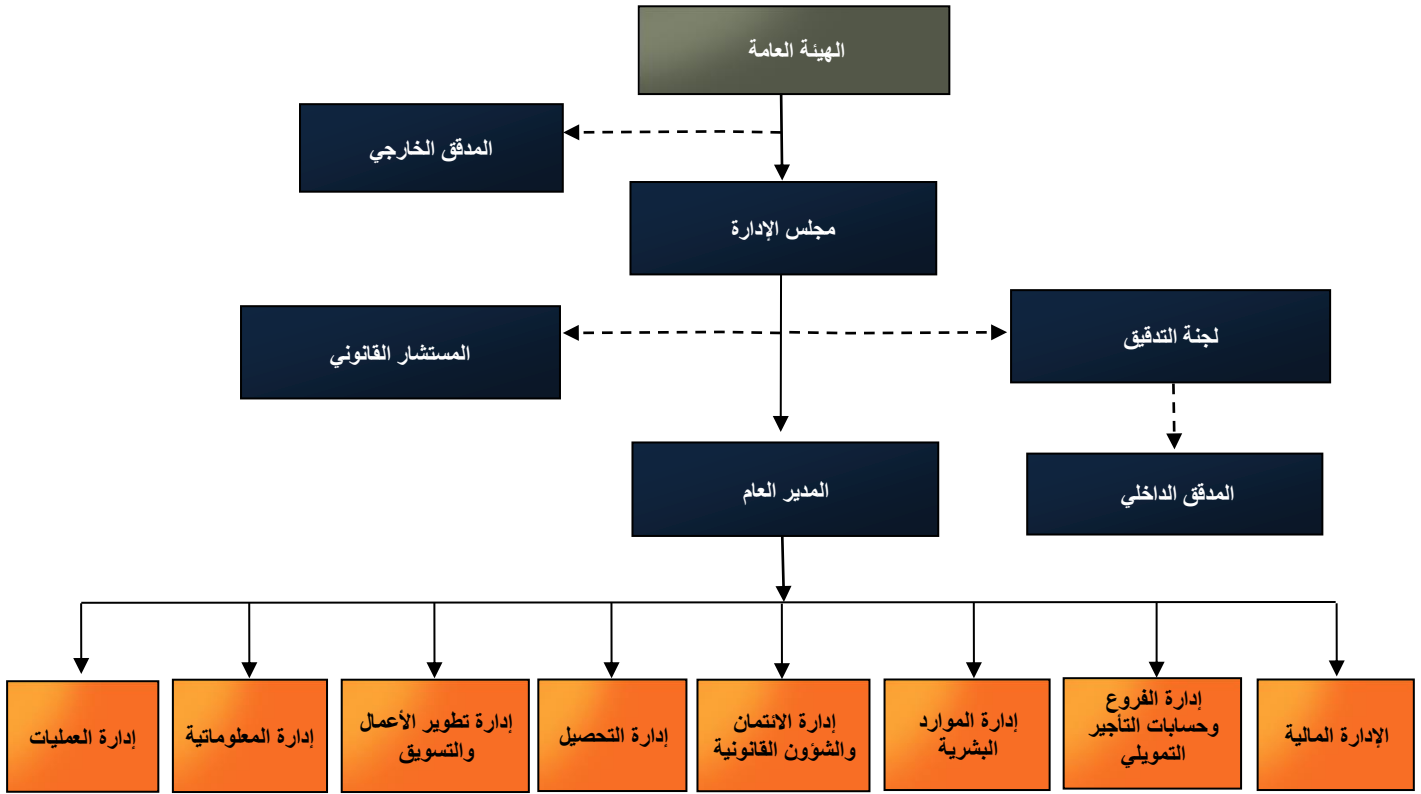 الهيئة العامة
المدقق الخارجي
مجلس الإدارة
لجنة التدقيق
المستشار القانوني
المدير العام
المدقق الداخلي
الإدارة المالية
إدارة الفروع
وحسابات التأجير
التمويلي
إدارة الموارد
البشرية
إدارة الائتمان
والشؤون القانونية
إدارة التحصيل
إدارة تطوير الأعمال
والتسويق
إدارة المعلوماتية
إدارة العمليات